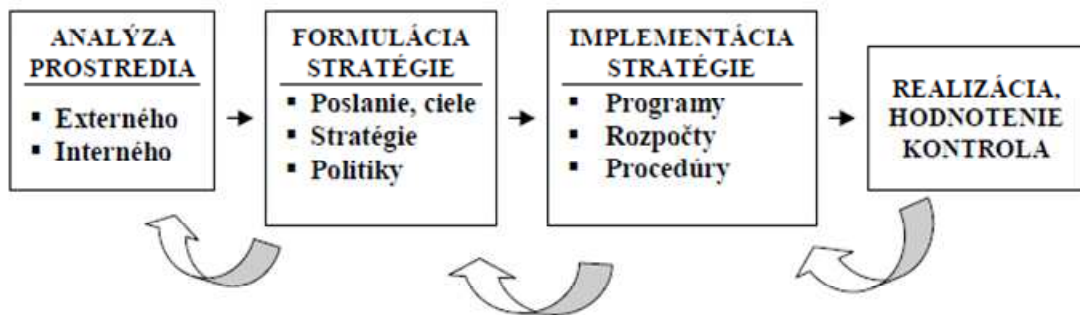 ANALÝZA
PROSTREDIA
▪ Externého
▪ Interného
FORMULÁCIA
STRATÉGIE
▪ Poslanie, ciele
▪ Stratégie
▪ Politiky
IMPLEMENTÁCIA
STRATÉGIE
▪ Programy
▪ Rozpočty
▪ Procedúry
REALIZÁCIA,
HODNOTENIE
KONTROLA